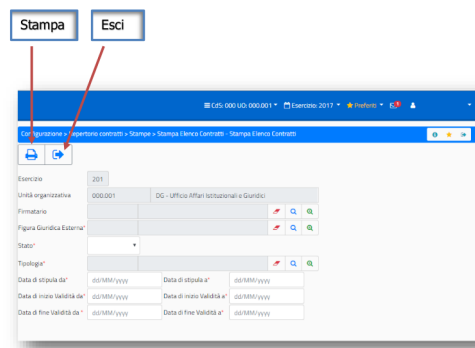 Stampa Esci
CdS: 000 UO: 000.001 Esercizio: 2017 Preferiti
Configurazione > Repertorio contratti > Stampe > Stampa Elenco Contratti - Stampa Elenco Contratti
Esercizio 201
Unità organizzativa 000.001 DG - Ufficio Affari Istituzionali e Giuridici
Firmatario
Figura Giuridica Esterna*
Stato*
Tipologia*
Data di stipula da* dd/MM/yyyy Data di stipula a* dd/MM/yyyy
Data di inizio Validità da* dd/MM/yyyy Data di inizio Validità a* dd/MM/yyyy
Data di fine Validità da * dd/MM/yyyy Data di fine Validità a* dd/MM/yyyy